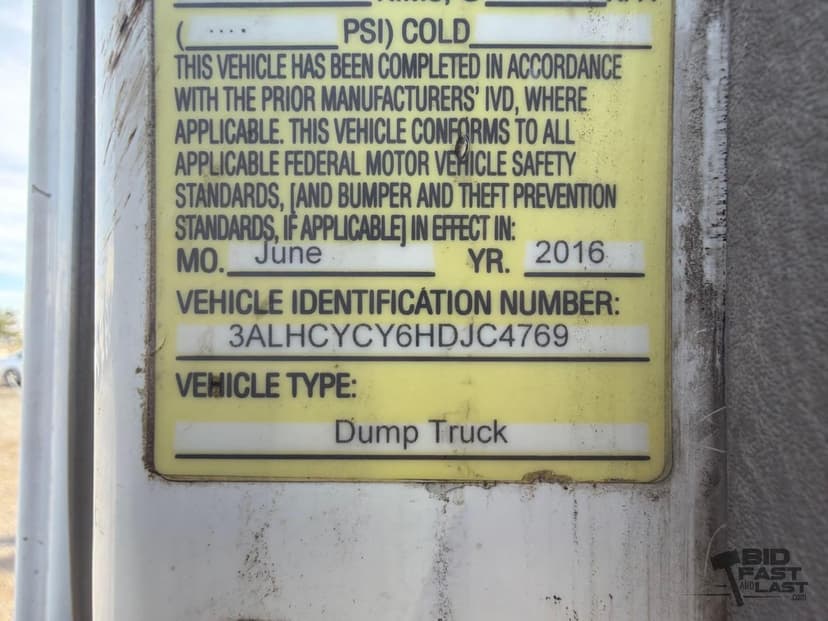 ( .... PSI) COLD
THIS VEHICLE HAS BEEN COMPLETED IN ACCORDANCE
WITH THE PRIOR MANUFACTURERS' IVD, WHERE
APPLICABLE. THIS VEHICLE CONFORMS TO ALL
APPLICABLE FEDERAL MOTOR VEHICLE SAFETY
STANDARDS, [AND BUMPER AND THEFT PREVENTION
STANDARDS, IF APPLICABLE] IN EFFECT IN:
MO. June YR. 2016
VEHICLE IDENTIFICATION NUMBER:
3ALHCYCY6HDJC4769
VEHICLE TYPE:
Dump Truck
BID
FAST
AND LAST
.com